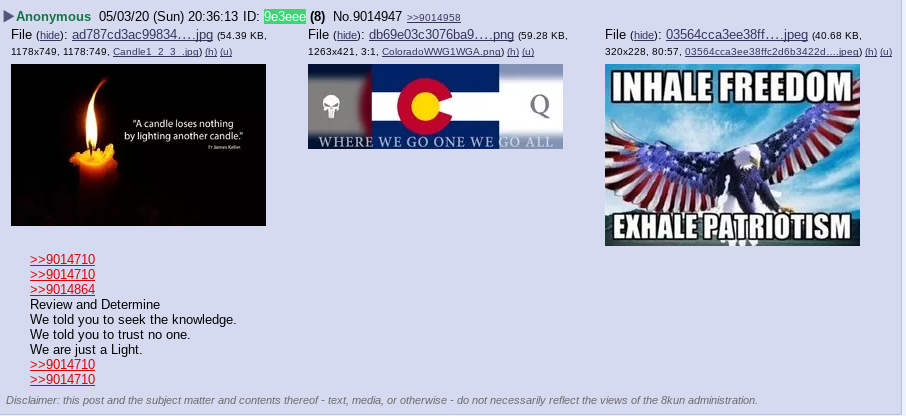 Anonymous 05/03/20 (Sun) 20:36:13 ID: 9e3eee (8) No.9014947 >>9014958
File (hide): ad787cd3ac99834….jpg (54.39 KB,
1178x749, 1178:749, Candle1_2_3_.jpg) (h) (u)
“A candle loses nothing
by lighting another candle.”
Fr James Keller.
File (hide): db69e03c3076ba9….png (59.28 KB,
1263x421, 3:1, ColoradoWWG1WGA.png) (h) (u)
Q
WHERE WE GO ONE WE GO ALL
File (hide): 03564cca3ee38ff….jpeg (40.68 KB,
320x228, 80:57, 03564cca3ee38ffc2d6b3422d….jpeg) (h) (u)
INHALE FREEDOM
EXHALE PATRIOTISM
>>9014710
>>9014710
>>9014864
Review and Determine
We told you to seek the knowledge.
We told you to trust no one.
We are just a Light.
>>9014710
>>9014710
Disclaimer: this post and the subject matter and contents thereof - text, media, or otherwise - do not necessarily reflect the views of the 8kun administration.